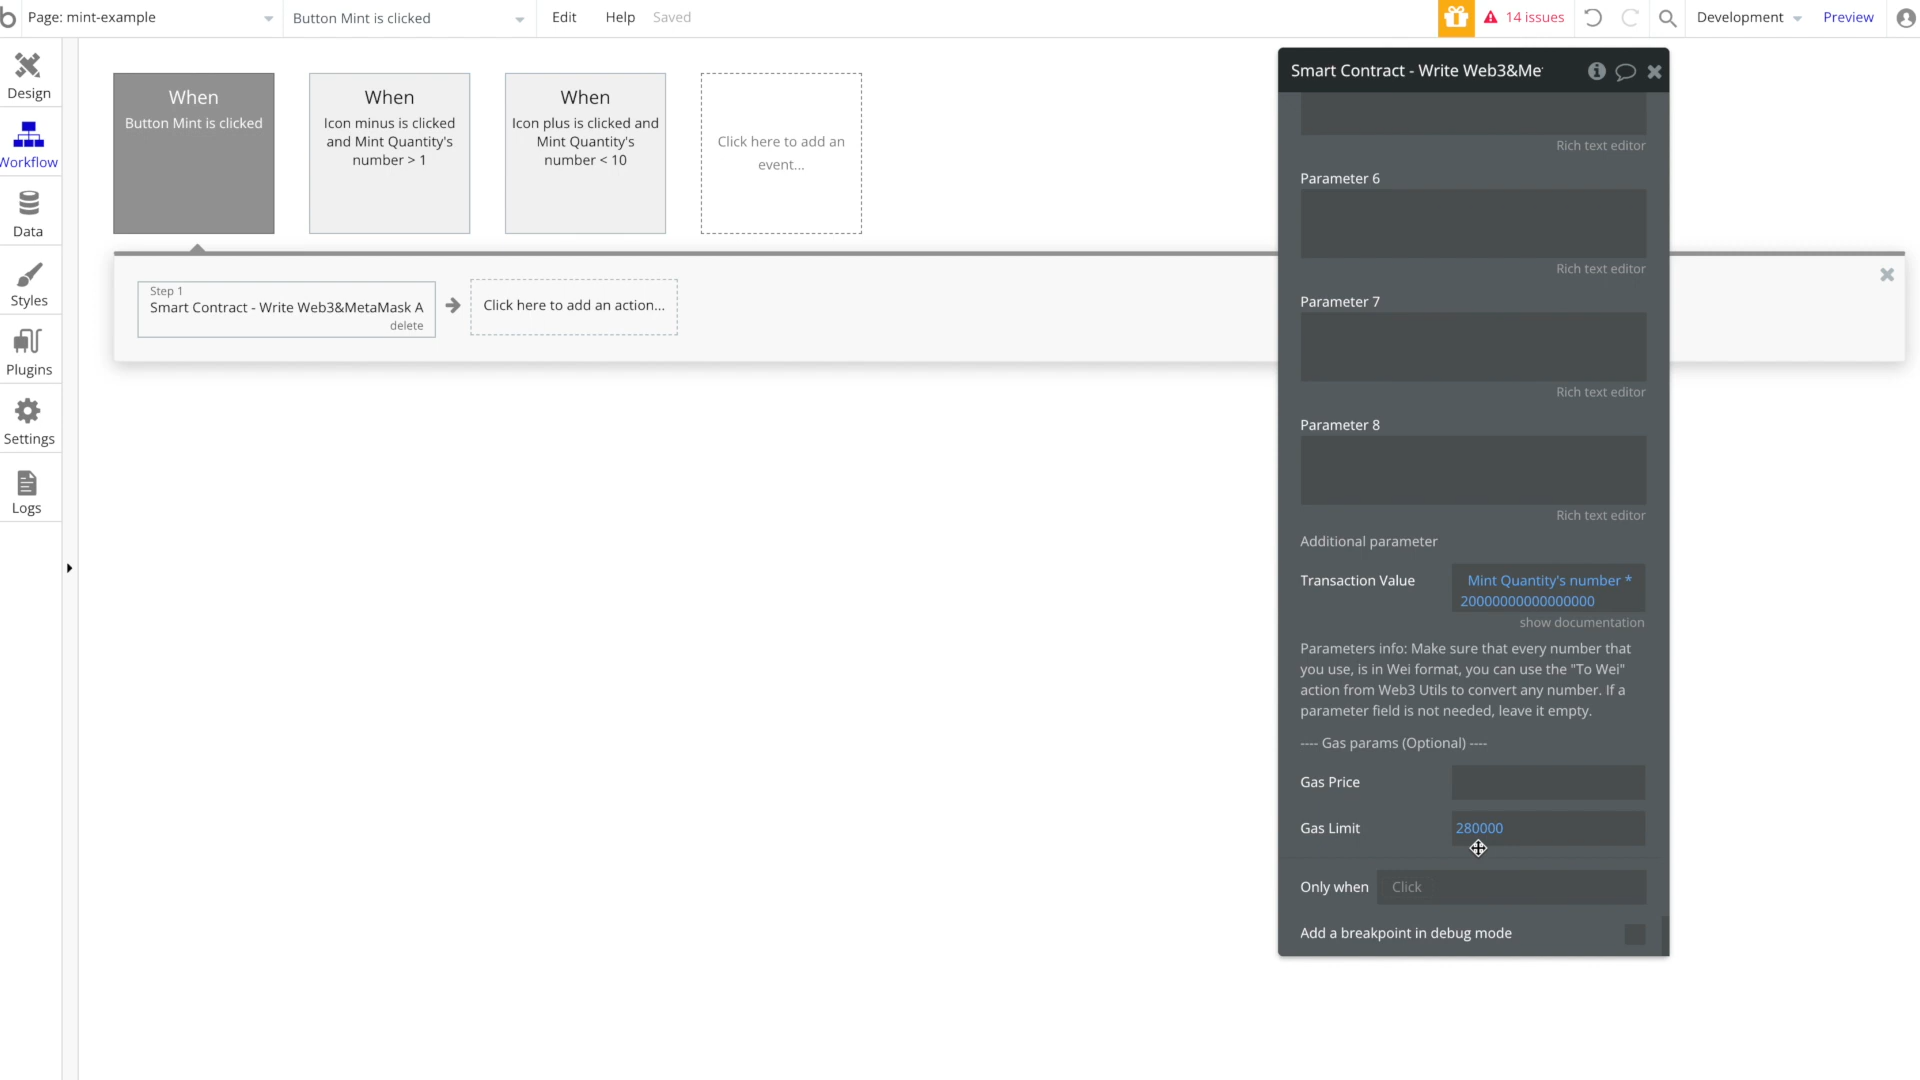 Page: mint-example
Button Mint is clicked
Edit
Help
Saved
14 issues
Development
Preview
Design
Workflow
Data
Styles
Plugins
Settings
Logs
When
Button Mint is clicked
When
Icon minus is clicked
and Mint Quantity's
number > 1
When
Icon plus is clicked and
Mint Quantity's
number < 10
Click here to add an
event...
Step 1
Smart Contract - Write Web3&MetaMask A
delete
Click here to add an action...
Smart Contract - Write Web3&Me
Rich text editor
Parameter 6
Rich text editor
Parameter 7
Rich text editor
Parameter 8
Rich text editor
Additional parameter
Transaction Value
Mint Quantity's number *
20000000000000000
show documentation
Parameters info: Make sure that every number that
you use, is in Wei format, you can use the "To Wei"
action from Web3 Utils to convert any number. If a
parameter field is not needed, leave it empty.
---- Gas params (Optional) ----
Gas Price
Gas Limit
280000
Only when
Click
Add a breakpoint in debug mode